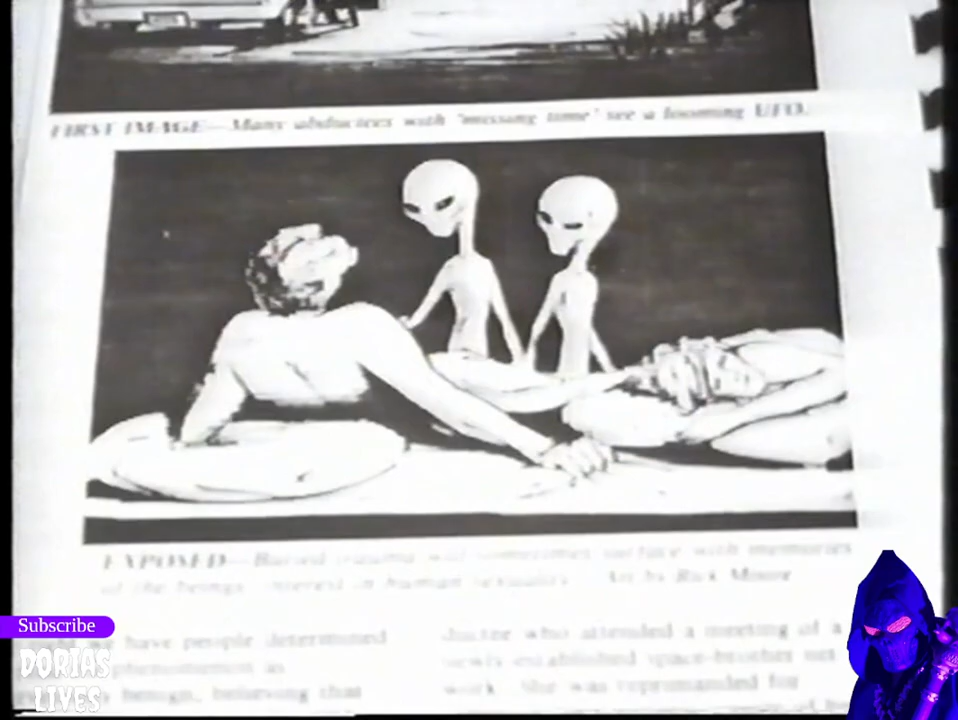 FIRST IMAGE—Many abductees with 'missing time' see a looming UFO.
EXPOSED—Buried trauma will sometimes surface with memories
of the beings' interest in human sexuality. Art by Rick Moore
have people determined
phenomenon as
benign, believing that
ductee who attended a meeting of a
newly established space-brother net
work. She was reprimanded for
Subscribe
DORIAS
LIVES